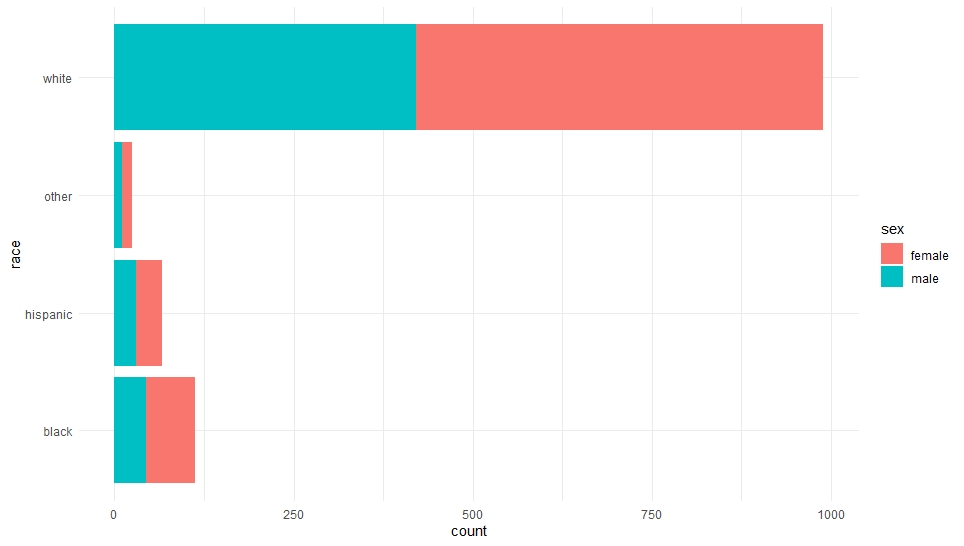 white
other
hispanic
black
race
0 250 500 750 1000
count
sex
female
male